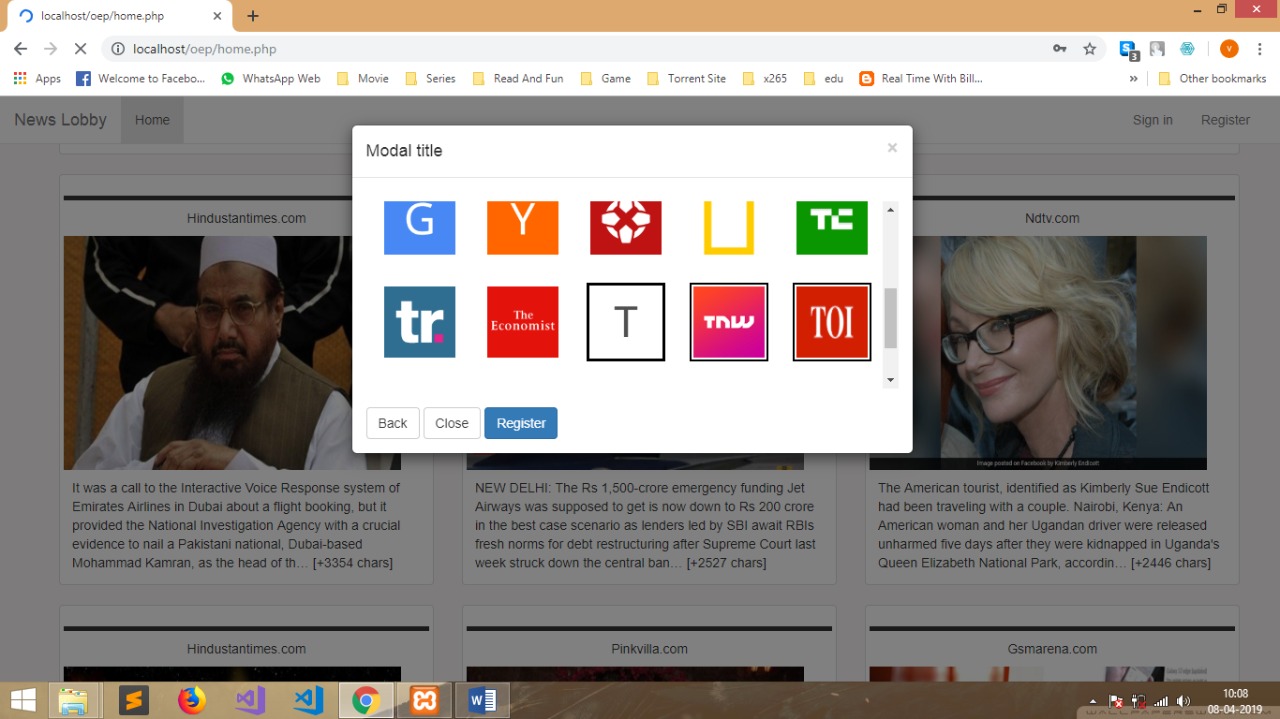 localhost/oep/home.php
localhost/oep/home.php
3
V
Apps
Welcome to Facebo...
WhatsApp Web
Movie
Series
Read And Fun
Game
Torrent Site
x265
edu
Real Time With Bill...
»
Other bookmarks
News Lobby
Home
Sign in
Register
Modal title
×
G
Y
TC
tr.
The Economist
T
TNW
TOI
Back
Close
Register
Hindustantimes.com
Ndtv.com
Image posted on Facebook by Kimberly Endicott
It was a call to the Interactive Voice Response system of
Emirates Airlines in Dubai about a flight booking, but it
provided the National Investigation Agency with a crucial
evidence to nail a Pakistani national, Dubai-based
Mohammad Kamran, as the head of th… [+3354 chars]
NEW DELHI: The Rs 1,500-crore emergency funding Jet
Airways was supposed to get is now down to Rs 200 crore
in the best case scenario as lenders led by SBI await RBIs
fresh norms for debt restructuring after Supreme Court last
week struck down the central ban… [+2527 chars]
The American tourist, identified as Kimberly Sue Endicott
had been traveling with a couple. Nairobi, Kenya: An
American woman and her Ugandan driver were released
unharmed five days after they were kidnapped in Uganda's
Queen Elizabeth National Park, accordin… [+2446 chars]
Hindustantimes.com
Pinkvilla.com
Gsmarena.com
10:08
08-04-2019